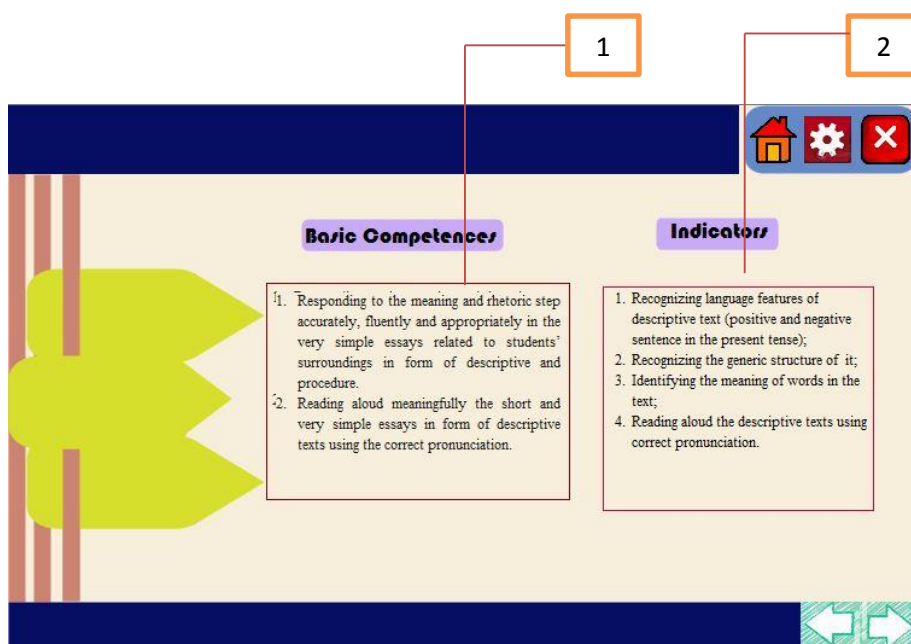 1
2
Basic Competences
1. Responding to the meaning and rhetoric step
accurately, fluently and appropriately in the
very simple essays related to students’
surroundings in form of descriptive and
procedure.
2. Reading aloud meaningfully the short and
very simple essays in form of descriptive
texts using the correct pronunciation.
Indicators
1. Recognizing language features of
descriptive text (positive and negative
sentence in the present tense);
2. Recognizing the generic structure of it;
3. Identifying the meaning of words in the
text;
4. Reading aloud the descriptive texts using
correct pronunciation.